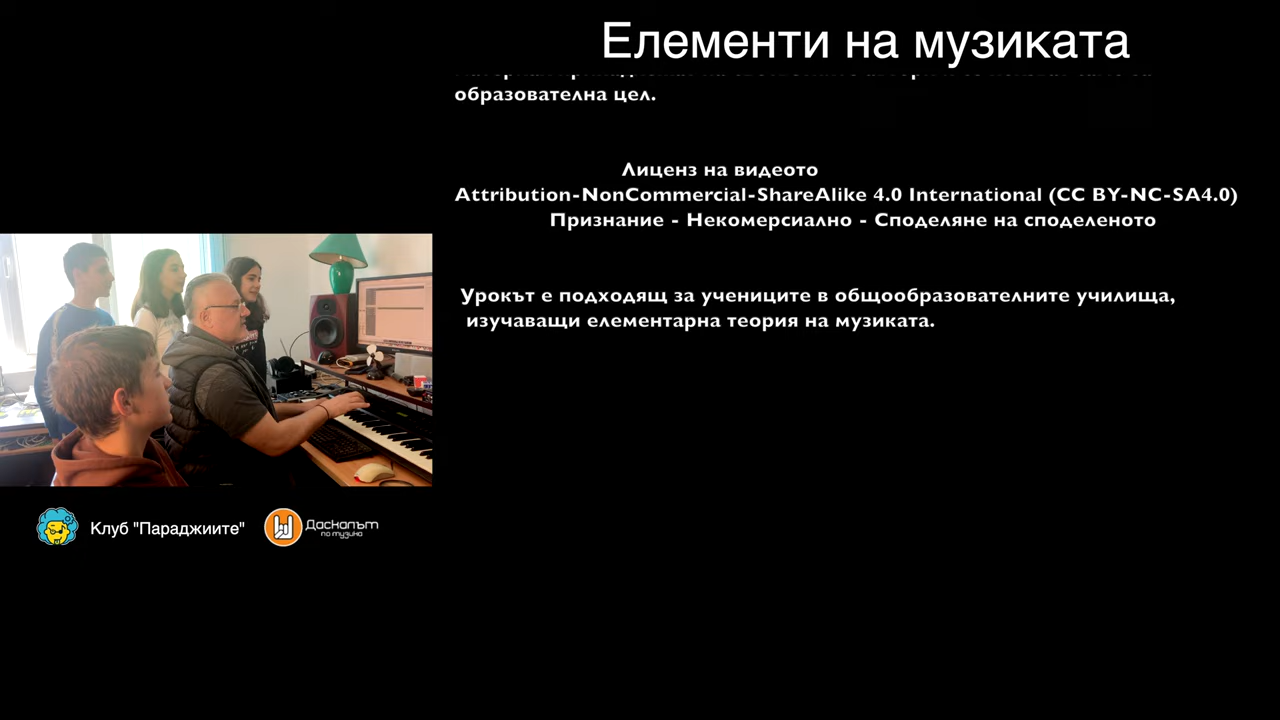 Елементи на музиката
образователна цел.
Лиценз на видеото
Attribution-NonCommercial-ShareAlike 4.0 International (CC BY-NC-SA4.0)
Признание - Некомерсиално - Споделяне на споделеното
Урокът е подходящ за учениците в общообразователните училища,
изучаващи елементарна теория на музиката.
Клуб "Параджиите"
Даскалът
по музика